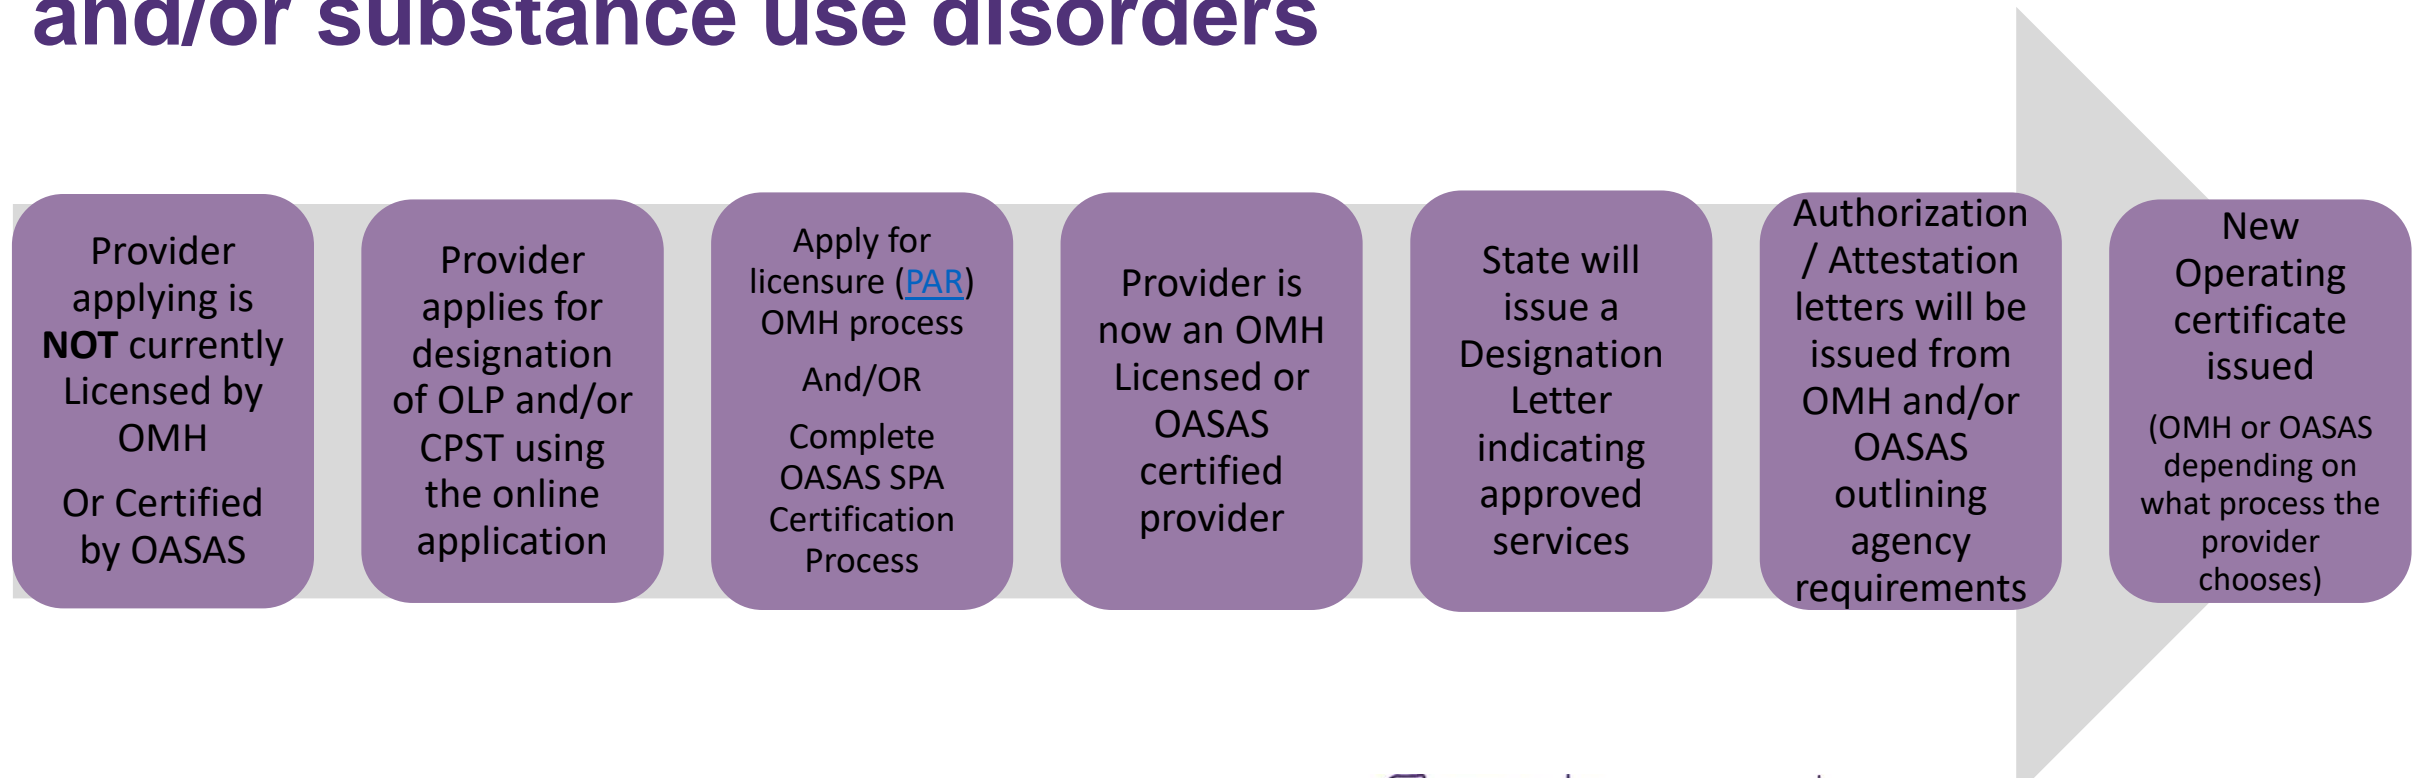 and/or substance use disorders
Provider
applying is
NOT currently
Licensed by
OMH
Or Certified
by OASAS
Provider
applies for
designation
of OLP and/or
CPST using
the online
application
Apply for
licensure (PAR)
OMH process
And/OR
Complete
OASAS SPA
Certification
Process
Provider is
now an OMH
Licensed or
OASAS
certified
provider
State will
issue a
Designation
Letter
indicating
approved
services
Authorization
/ Attestation
letters will be
issued from
OMH and/or
OASAS
outlining
agency
requirements
New
Operating
certificate
issued
(OMH or OASAS
depending on
what process the
provider
chooses)